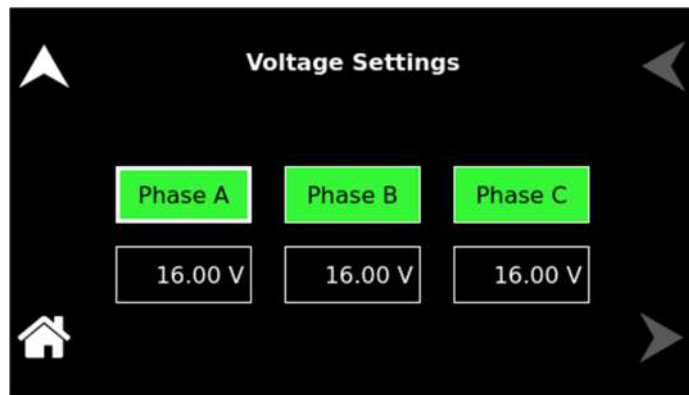 Voltage Settings
Phase A Phase B Phase C
16.00 V 16.00 V 16.00 V